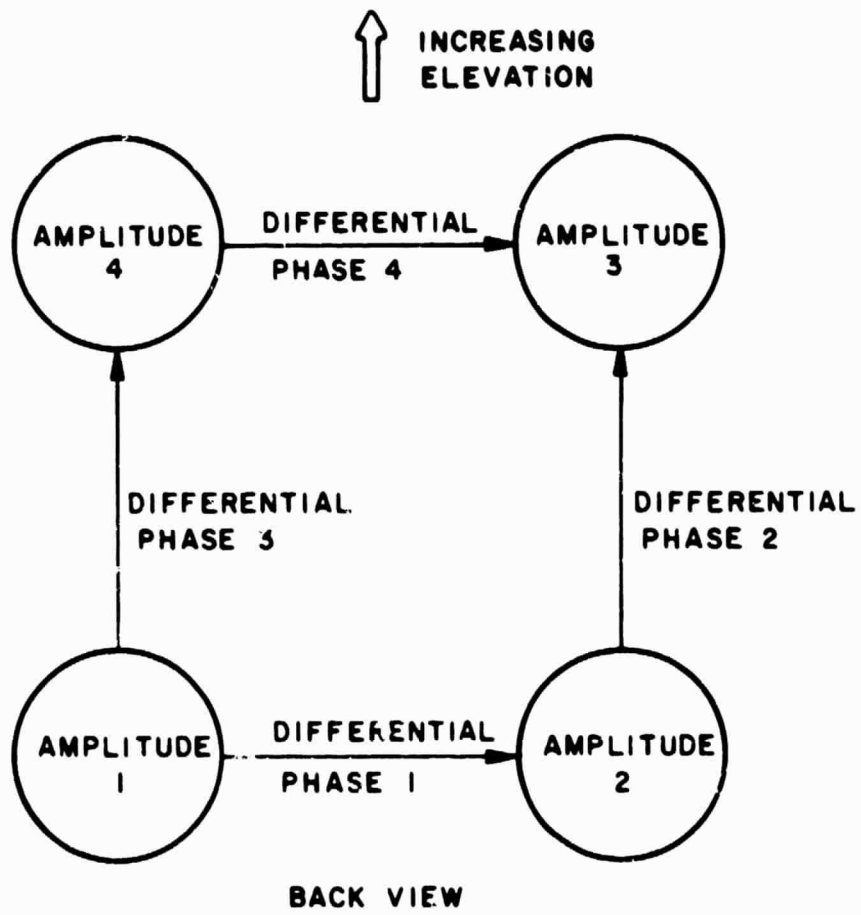 INCREASING
ELEVATION
AMPLITUDE
4
DIFFERENTIAL
PHASE 4
AMPLITUDE
3
DIFFERENTIAL
PHASE 3
DIFFERENTIAL
PHASE 2
AMPLITUDE
1
DIFFERENTIAL
PHASE 1
AMPLITUDE
2
BACK VIEW